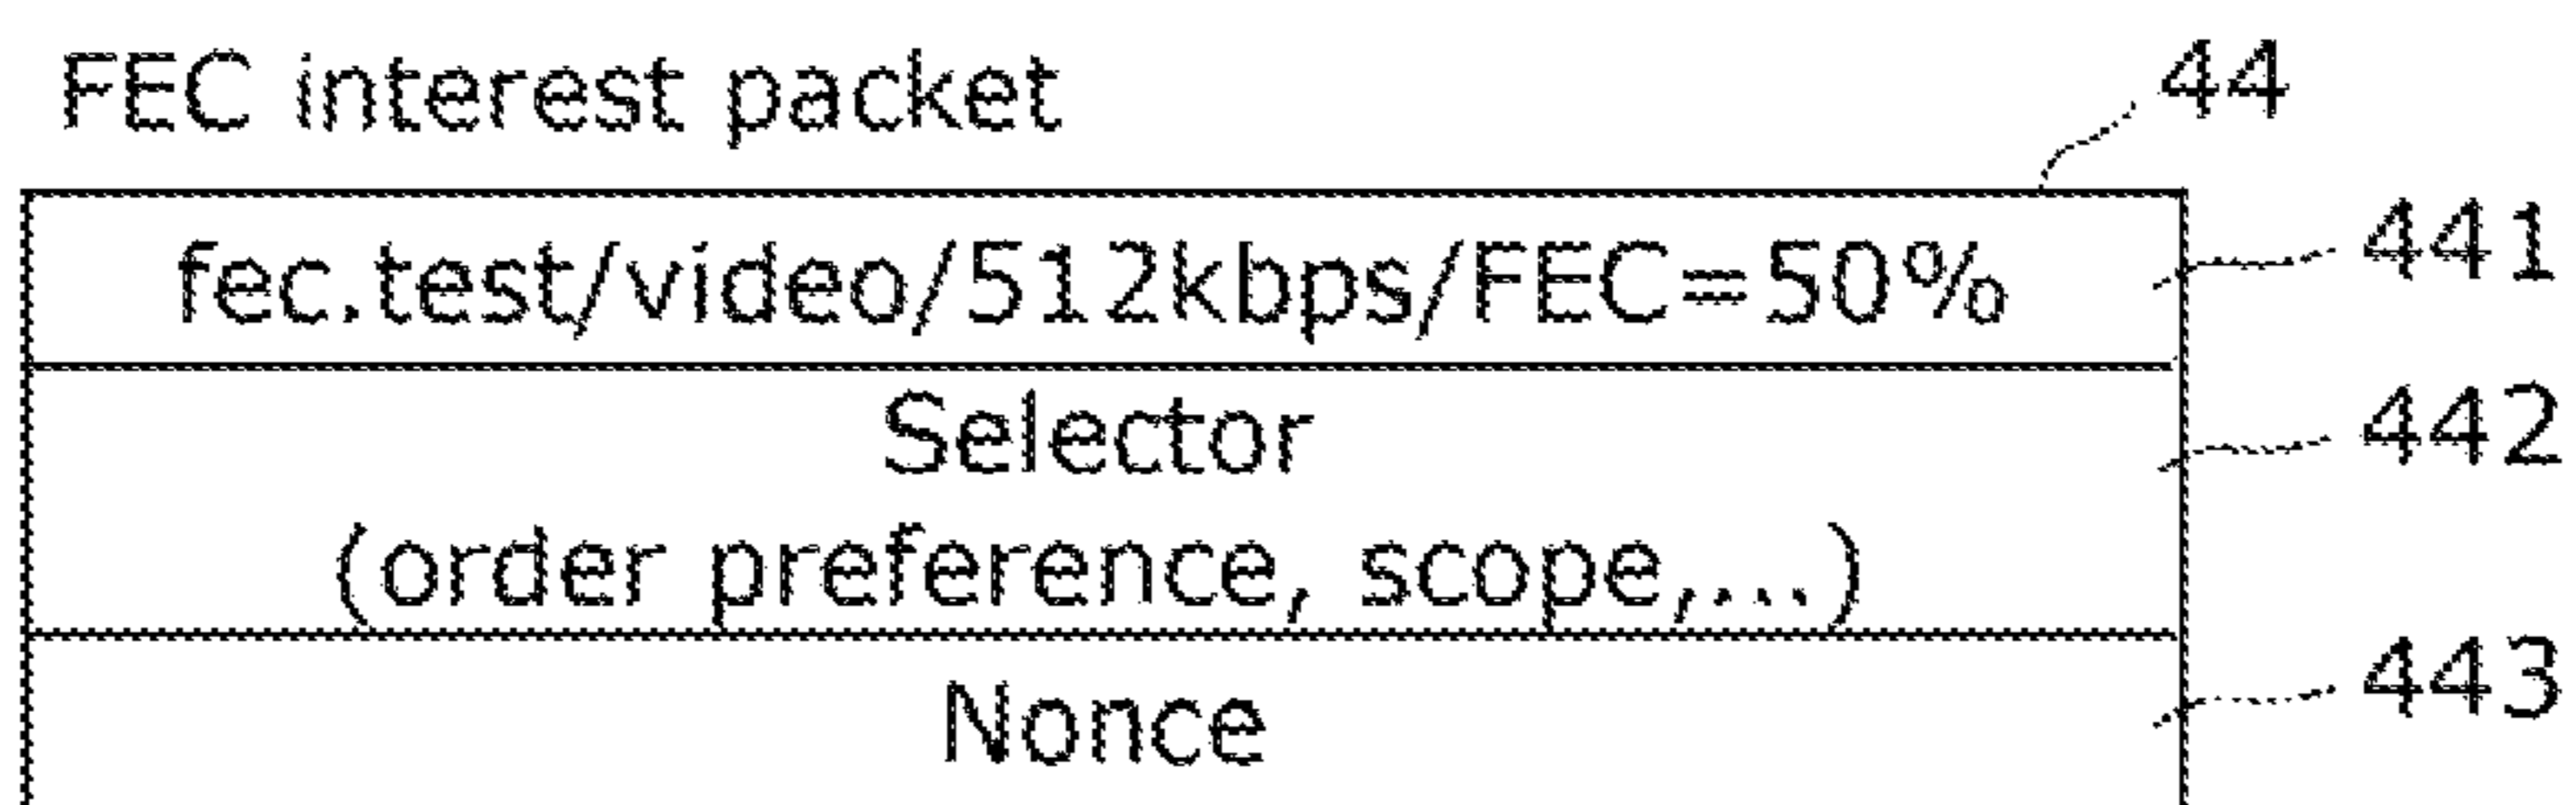 FEC interest packet
44
fec.test/video/512kbps/FEC=50%
441
Selector
442
(order preference, scope,...)
Nonce
443